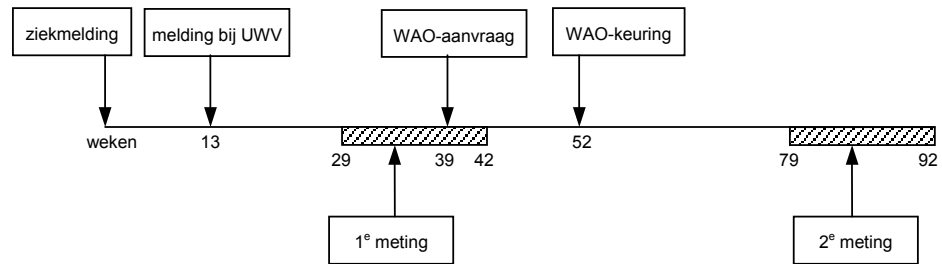 ziekmelding
melding bij UWV
WAO-aanvraag
WAO-keuring
weken
13
29
39
42
52
79
92
1e meting
2e meting